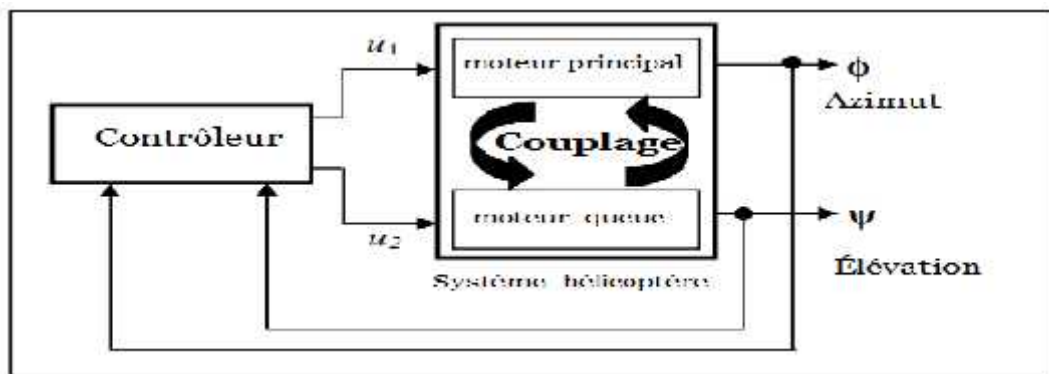 u1
moteur principal
ϕ
Azimut
Contrôleur
Couplage
moteur queue
u2
ψ
Système hélicoptère
Élévation